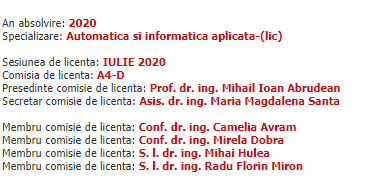 An absolvire: 2020
Specializare: Automatica si informatica aplicata-(lic)
Sesiunea de licenta: IULIE 2020
Comisia de licenta: A4-D
Presedinte comisie de licenta: Prof. dr. ing. Mihail Ioan Abrudean
Secretar comisie de licenta: Asis. dr. ing. Maria Magdalena Santa
Membru comisie de licenta: Conf. dr. ing. Camelia Avram
Membru comisie de licenta: Conf. dr. ing. Mirela Dobra
Membru comisie de licenta: S. l. dr. ing. Mihai Hulea
Membru comisie de licenta: S. l. dr. ing. Radu Florin Miron